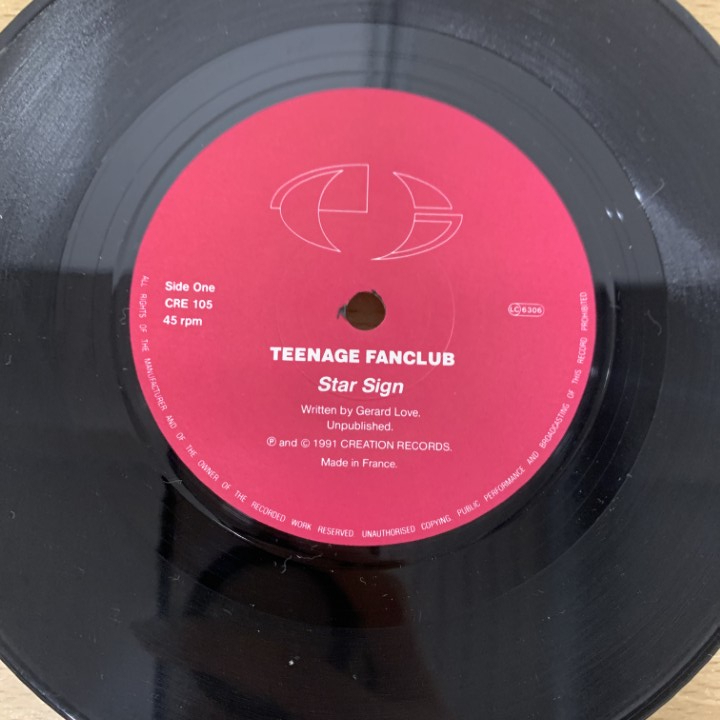 Side One
CRE 105
45 rpm
LC 6306
TEENAGE FANCLUB
Star Sign
Written by Gerard Love.
Unpublished.
℗ and © 1991 CREATION RECORDS.
Made in France.
ALL RIGHTS OF THE MANUFACTURER AND OF THE OWNER OF THE RECORDED WORK RESERVED UNAUTHORISED COPYING PUBLIC PERFORMANCE AND BROADCASTING OF THIS RECORD PROHIBITED